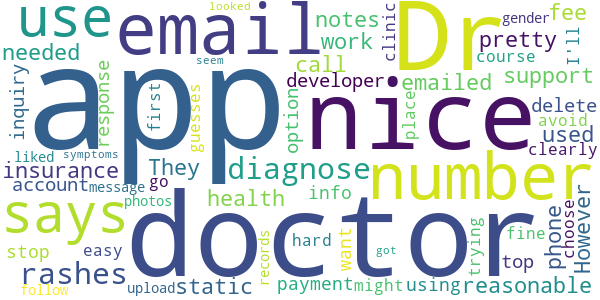 looked
use
email
Dr
notes
work
clinic
gender
fee
I'll
pretty
needed
call
course
inquiry
response
first
app
guesses
option
developer
nice
emailed
place
support
delete
used
avoid
clearly
seem
liked
symptoms
They
diagnose
number
insurance
account
message
go
health
info
says
photos
doctor
phone
choose
However
stop
easy
records
hard
want
trying
fine
top
rashes
upload
static
payment
got
might
using
reasonable
follow